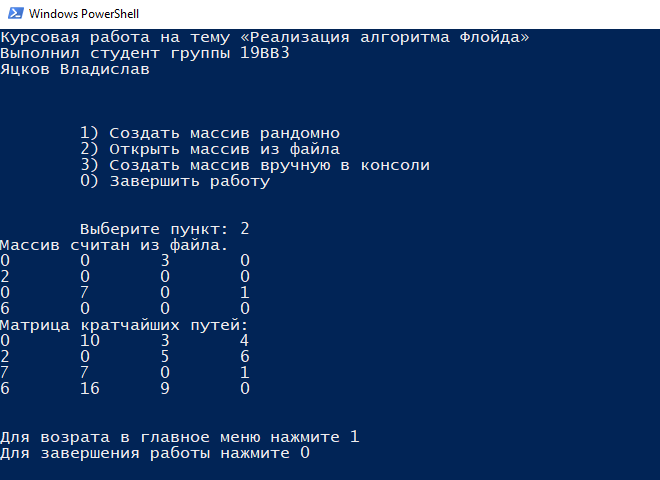 Windows PowerShell
Курсовая работа на тему «Реализация алгоритма Флойда»
Выполнил студент группы 19ВВ3
Яцков Владислав
1) Создать массив рандомно
2) Открыть массив из файла
3) Создать массив вручную в консоли
0) Завершить работу
Выберите пункт: 2
Массив считан из файла.
0 0 3 0
2 0 0 0
0 7 0 1
6 0 0 0
Матрица кратчайших путей:
0 10 3 4
2 0 5 6
7 7 0 1
6 16 9 0
Для возрата в главное меню нажмите 1
Для завершения работы нажмите 0